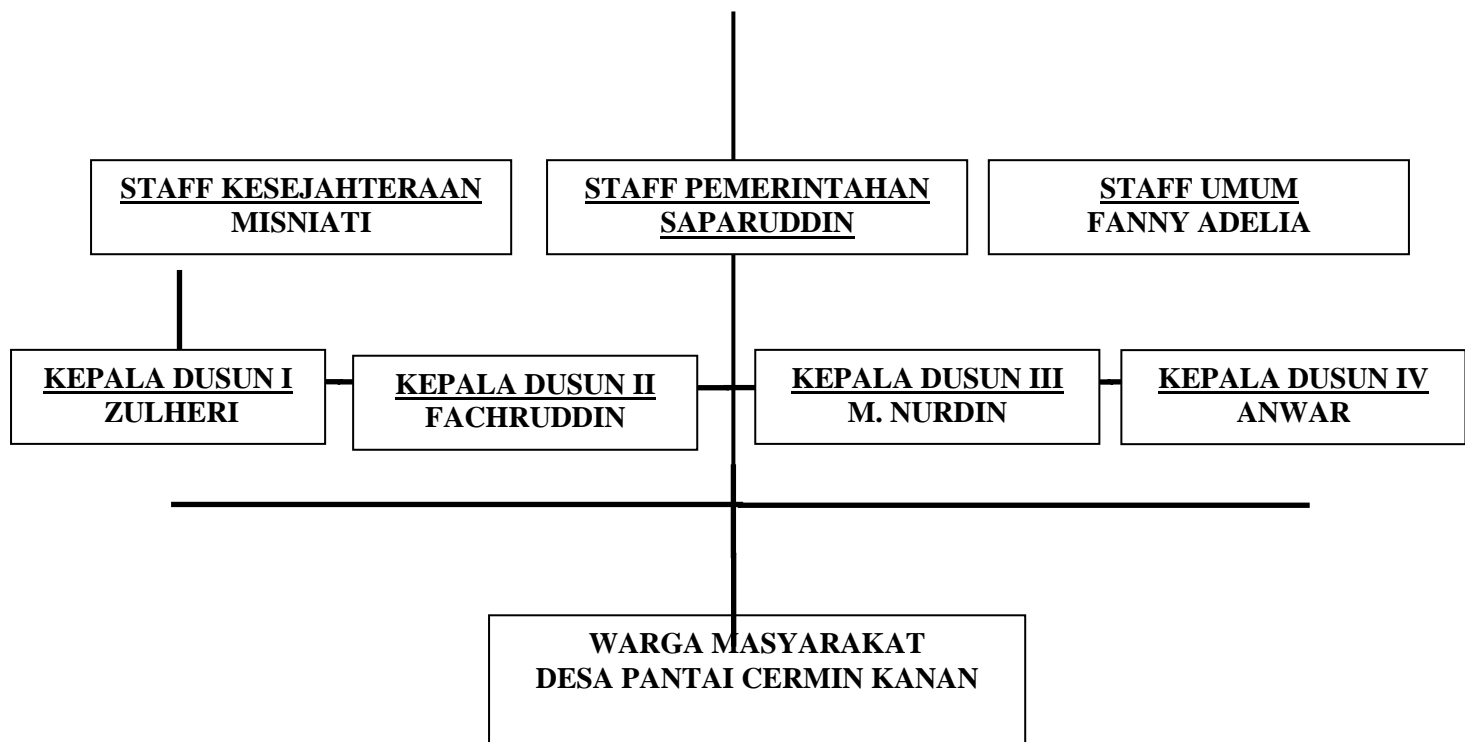 STAFF KESEJAHTERAAN
MISNIATI
STAFF PEMERINTAHAN
SAPARUDDIN
STAFF UMUM
FANNY ADELIA
KEPALA DUSUN I
ZULHERI
KEPALA DUSUN II
FACHRUDDIN
KEPALA DUSUN III
M. NURDIN
KEPALA DUSUN IV
ANWAR
WARGA MASYARAKAT
DESA PANTAI CERMIN KANAN